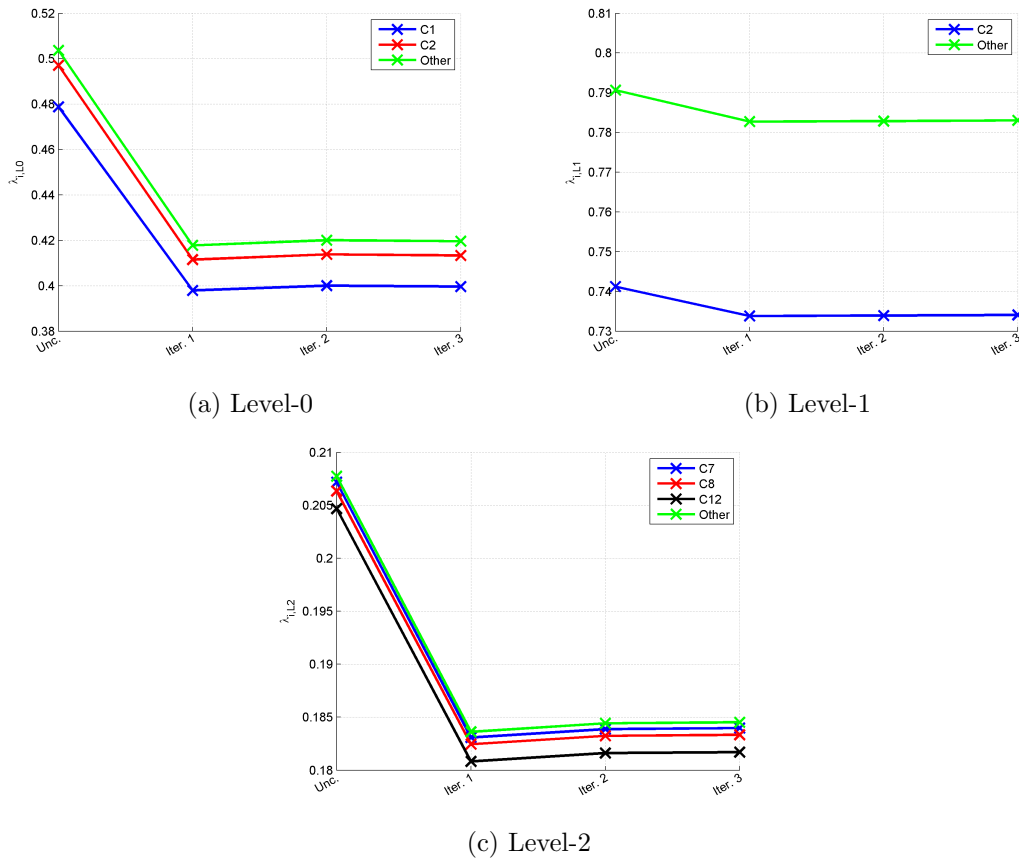 0.52
0.5
0.48
0.46
0.44
0.42
0.4
0.38
λi,L0
Unc.
Iter. 1
Iter. 2
Iter. 3
C1
C2
Other
(a) Level-0
0.81
0.8
0.79
0.78
0.77
0.76
0.75
0.74
0.73
λi,L1
Unc.
Iter. 1
Iter. 2
Iter. 3
C2
Other
(b) Level-1
0.21
0.205
0.2
0.195
0.19
0.185
0.18
λi,L2
Unc.
Iter. 1
Iter. 2
Iter. 3
C7
C8
C12
Other
(c) Level-2